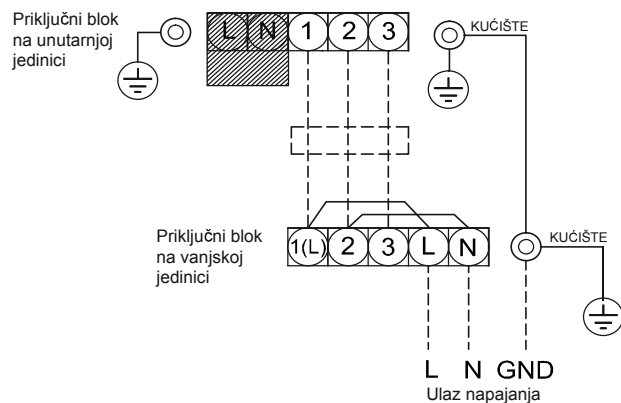 Priključni blok
na unutarnjoj
jedinici
L N 1 2 3
KUĆIŠTE
Priključni blok
na vanjskoj
jedinici
1(L) 2 3 L N
KUĆIŠTE
L N GND
Ulaz napajanja